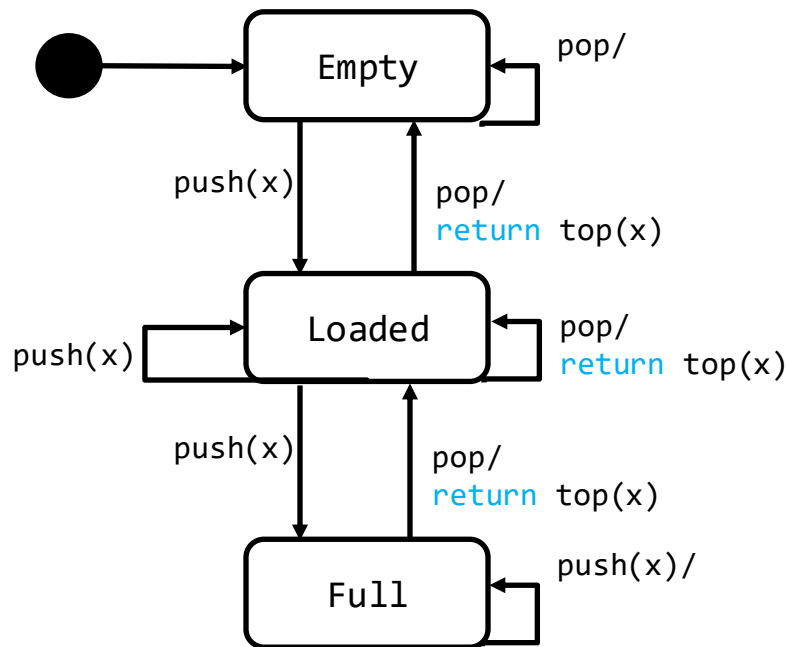 Empty
pop/
push(x)
pop/
return top(x)
Loaded
push(x)
pop/
return top(x)
push(x)
pop/
return top(x)
Full
push(x)/